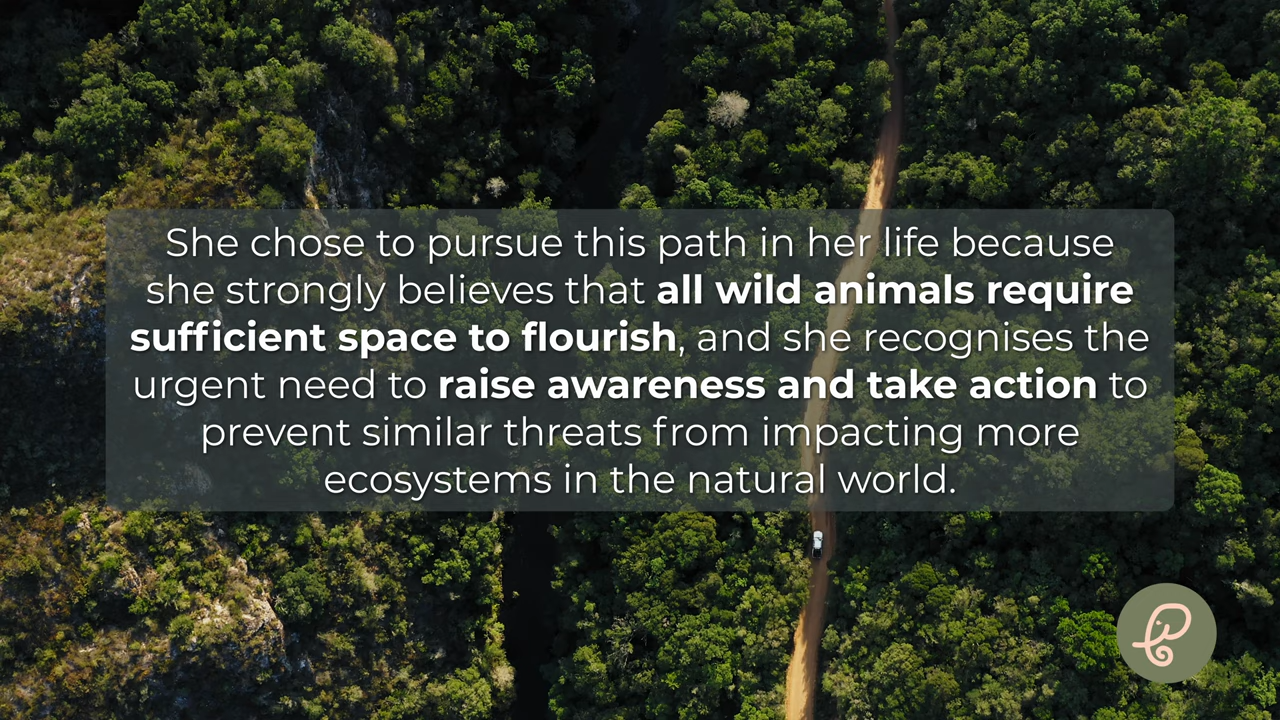 She chose to pursue this path in her life because
she strongly believes that all wild animals require
sufficient space to flourish, and she recognises the
urgent need to raise awareness and take action to
prevent similar threats from impacting more
ecosystems in the natural world.